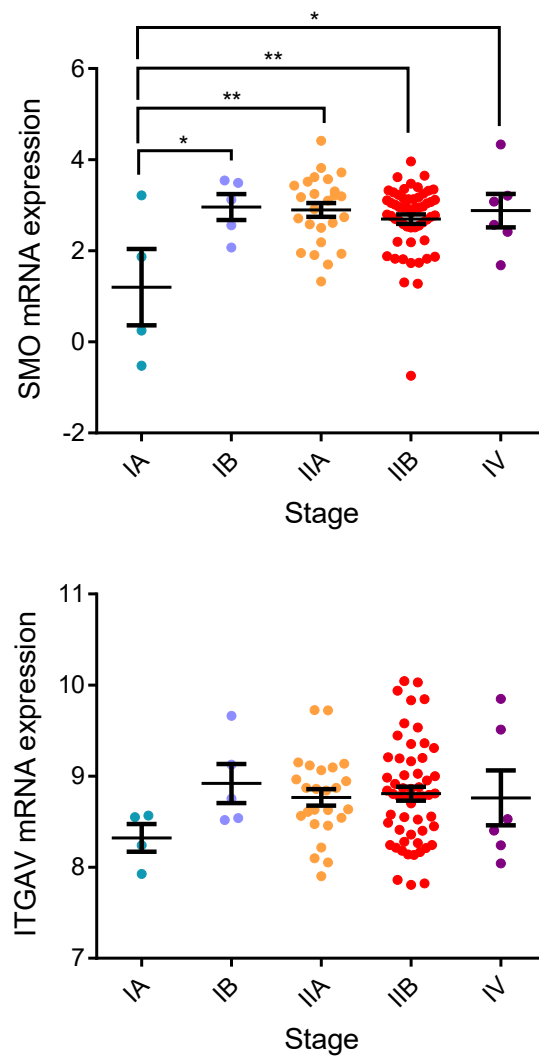 *
**
**
*
6
4
2
0
-2
SMO mRNA expression
IA IB IIA IIB IV
Stage
11
10
9
8
7
ITGAV mRNA expression
IA IB IIA IIB IV
Stage